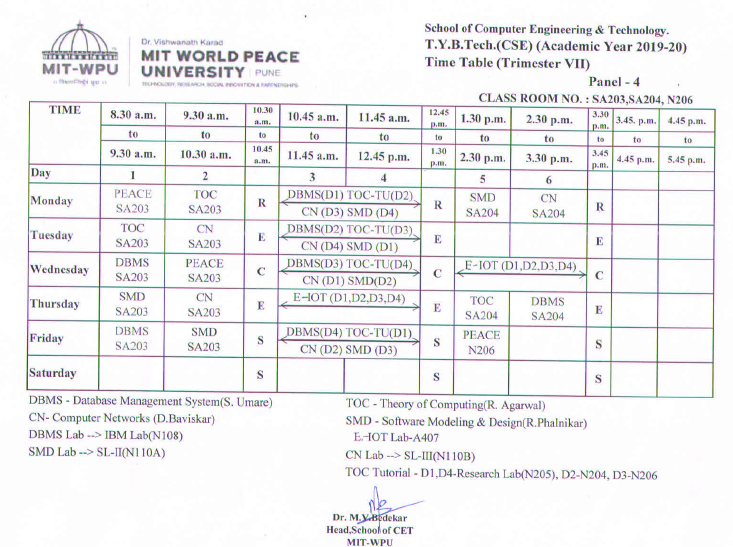 Dr. Vishwanath Karad
MIT WORLD PEACE
UNIVERSITY | PUNE
TECHNOLOGY, RESEARCH, SOCIAL INNOVATION & PARTNERSHIPS
MIT-WPU
School of Computer Engineering & Technology.
T.Y.B.Tech.(CSE) (Academic Year 2019-20)
Time Table (Trimester VII)
Panel - 4
CLASS ROOM NO. : SA203,SA204, N206
TIME 8.30 a.m. 9.30 a.m. 10.30 a.m. 10.45 a.m. 11.45 a.m. 12.45 p.m. 1.30 p.m. 2.30 p.m. 3.30 p.m. 3.45. p.m. 4.45 p.m.
to to to to to to to to to to to
9.30 a.m. 10.30 a.m. 10.45 a.m. 11.45 a.m. 12.45 p.m. 1.30 p.m. 2.30 p.m. 3.30 p.m. 3.45 p.m. 4.45 p.m. 5.45 p.m.
Day 1 2 3 4 5 6
Monday PEACE TOC R DBMS(D1) TOC-TU(D2) R SMD CN R
SA203 SA203 CN (D3) SMD (D4) SA204 SA204
Tuesday TOC CN E DBMS(D2) TOC-TU(D3) E E
SA203 SA203 CN (D4) SMD (D1)
Wednesday DBMS PEACE C DBMS(D3) TOC-TU(D4) C E-IOT (D1,D2,D3,D4) C
SA203 SA203 CN (D1) SMD(D2)
Thursday SMD CN E E-IOT (D1,D2,D3,D4) E TOC DBMS E
SA203 SA203 SA204 SA204
Friday DBMS SMD S DBMS(D4) TOC-TU(D1) S PEACE S
SA203 SA203 CN (D2) SMD (D3) N206
Saturday S S S
DBMS - Database Management System(S. Umare)
TOC - Theory of Computing(R. Agarwal)
CN- Computer Networks (D.Baviskar)
SMD - Software Modeling & Design(R.Phalnikar)
DBMS Lab --> IBM Lab(N108)
E-IOT Lab-A407
SMD Lab --> SL-II(N110A)
CN Lab --> SL-III(N110B)
TOC Tutorial - D1,D4-Research Lab(N205), D2-N204, D3-N206
Dr. M.V.Bedekar
Head,School of CET
MIT-WPU